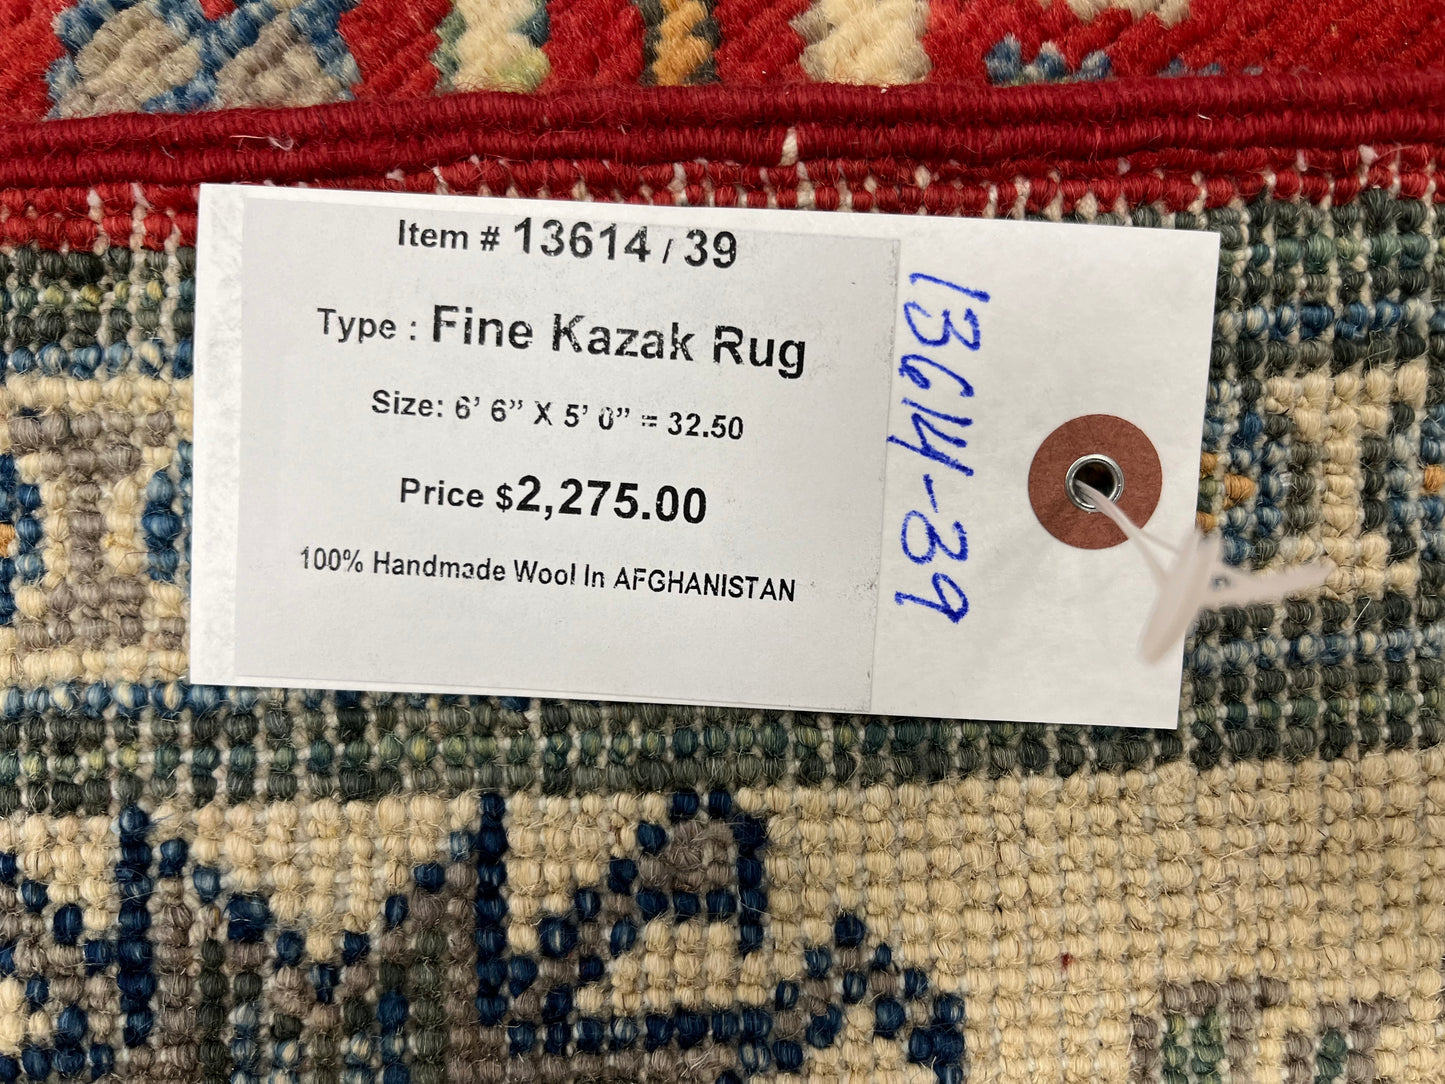 Item # 13614 / 39
Type : Fine Kazak Rug
Size: 6' 6” X 5' 0” = 32.50
Price $2,275.00
100% Handmade Wool In AFGHANISTAN
13614-39